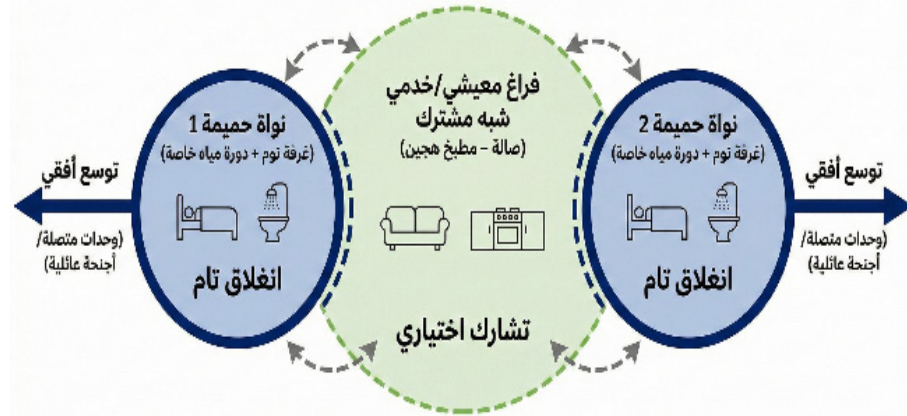 فراغ معيشي/خدمي
شبه مشترك
(صالة – مطبخ هجين)
نواة حميمة 2
(غرفة نوم + دورة مياه خاصة)
انغلاق تام
نواة حميمة 1
(غرفة نوم + دورة مياه خاصة)
انغلاق تام
تشارك اختياري
توسع أفقي
(وحدات متصلة/
أجنحة عائلية)
توسع أفقي
(وحدات متصلة/
أجنحة عائلية)